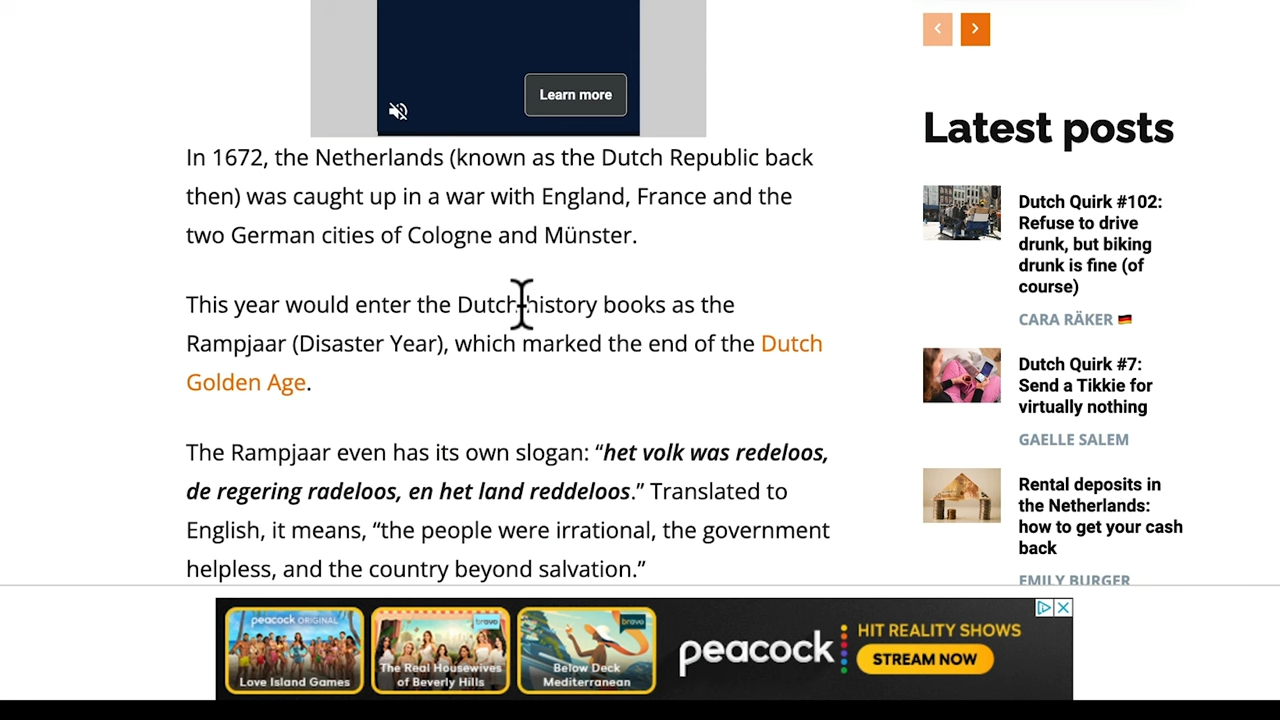 Learn more
In 1672, the Netherlands (known as the Dutch Republic back
then) was caught up in a war with England, France and the
two German cities of Cologne and Münster.
This year would enter the Dutch history books as the
Rampjaar (Disaster Year), which marked the end of the Dutch
Golden Age.
The Rampjaar even has its own slogan: “het volk was redeloos,
de regering radeloos, en het land reddeloos.” Translated to
English, it means, “the people were irrational, the government
helpless, and the country beyond salvation.”
Latest posts
Dutch Quirk #102:
Refuse to drive
drunk, but biking
drunk is fine (of
course)
CARA RÄKER
Dutch Quirk #7:
Send a Tikkie for
virtually nothing
GAELLE SALEM
Rental deposits in
the Netherlands:
how to get your cash
back
EMILY BURGER
peacock ORIGINAL
Love Island Games
bravo
The Real Housewives
of Beverly Hills
bravo
Below Deck
Mediterranean
peacock
HIT REALITY SHOWS
STREAM NOW